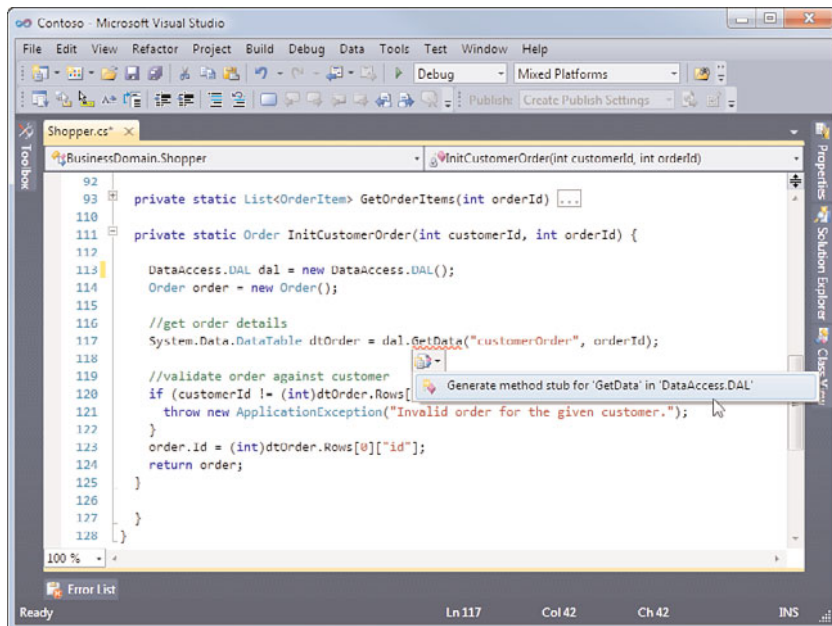 Contoso - Microsoft Visual Studio
File Edit View Refactor Project Build Debug Data Tools Test Window Help
Debug Mixed Platforms
Publish: Create Publish Settings
Shopper.cs* ×
BusinessDomain.Shopper InitCustomerOrder(int customerId, int orderId)
Toolbox
Properties
Solution Explorer
Class View
92
93 private static List<OrderItem> GetOrderItems(int orderId) ...
110
111 private static Order InitCustomerOrder(int customerId, int orderId) {
112
113 DataAccess.DAL dal = new DataAccess.DAL();
114 Order order = new Order();
115
116 //get order details
117 System.Data.DataTable dtOrder = dal.GetData("customerOrder", orderId);
118
Generate method stub for 'GetData' in 'DataAccess.DAL'
119 //validate order against customer
120 if (customerId != (int)dtOrder.Rows[
121 throw new ApplicationException("Invalid order for the given customer.");
122 }
123 order.Id = (int)dtOrder.Rows[0]["id"];
124 return order;
125 }
126
127 }
128 }
100 %
Error List
Ready Ln 117 Col 42 Ch 42 INS